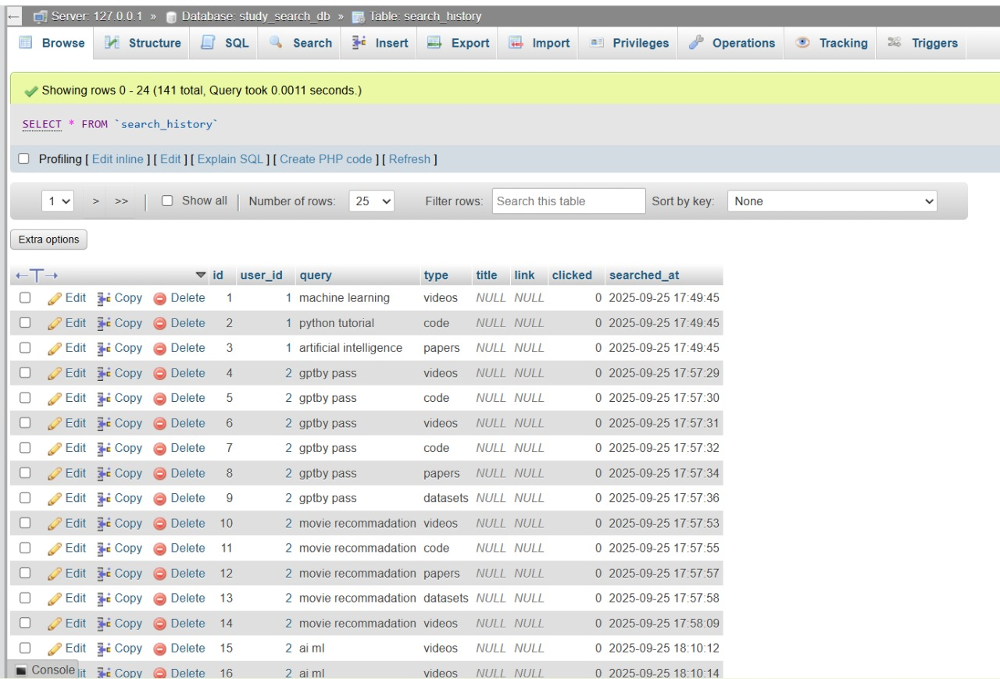 Server: 127.0.0.1 » Database: study_search_db » Table: search_history
Browse Structure SQL Search Insert Export Import Privileges Operations Tracking Triggers
Showing rows 0 - 24 (141 total, Query took 0.0011 seconds.)
SELECT * FROM `search_history`
Profiling [ Edit inline ] [ Edit ] [ Explain SQL ] [ Create PHP code ] [ Refresh ]
1 > >> | Show all | Number of rows: 25 Filter rows: Search this table Sort by key: None
Extra options
←T→ id user_id query type title link clicked searched_at
Edit Copy Delete 1 1 machine learning videos NULL NULL 0 2025-09-25 17:49:45
Edit Copy Delete 2 1 python tutorial code NULL NULL 0 2025-09-25 17:49:45
Edit Copy Delete 3 1 artificial intelligence papers NULL NULL 0 2025-09-25 17:49:45
Edit Copy Delete 4 2 gptby pass videos NULL NULL 0 2025-09-25 17:57:29
Edit Copy Delete 5 2 gptby pass code NULL NULL 0 2025-09-25 17:57:30
Edit Copy Delete 6 2 gptby pass videos NULL NULL 0 2025-09-25 17:57:31
Edit Copy Delete 7 2 gptby pass code NULL NULL 0 2025-09-25 17:57:32
Edit Copy Delete 8 2 gptby pass papers NULL NULL 0 2025-09-25 17:57:34
Edit Copy Delete 9 2 gptby pass datasets NULL NULL 0 2025-09-25 17:57:36
Edit Copy Delete 10 2 movie recommadation videos NULL NULL 0 2025-09-25 17:57:53
Edit Copy Delete 11 2 movie recommadation code NULL NULL 0 2025-09-25 17:57:55
Edit Copy Delete 12 2 movie recommadation papers NULL NULL 0 2025-09-25 17:57:57
Edit Copy Delete 13 2 movie recommadation datasets NULL NULL 0 2025-09-25 17:57:58
Edit Copy Delete 14 2 movie recommadation videos NULL NULL 0 2025-09-25 17:58:09
Edit Copy Delete 15 2 ai ml videos NULL NULL 0 2025-09-25 18:10:12
Console it Copy Delete 16 2 ai ml videos NULL NULL 0 2025-09-25 18:10:14